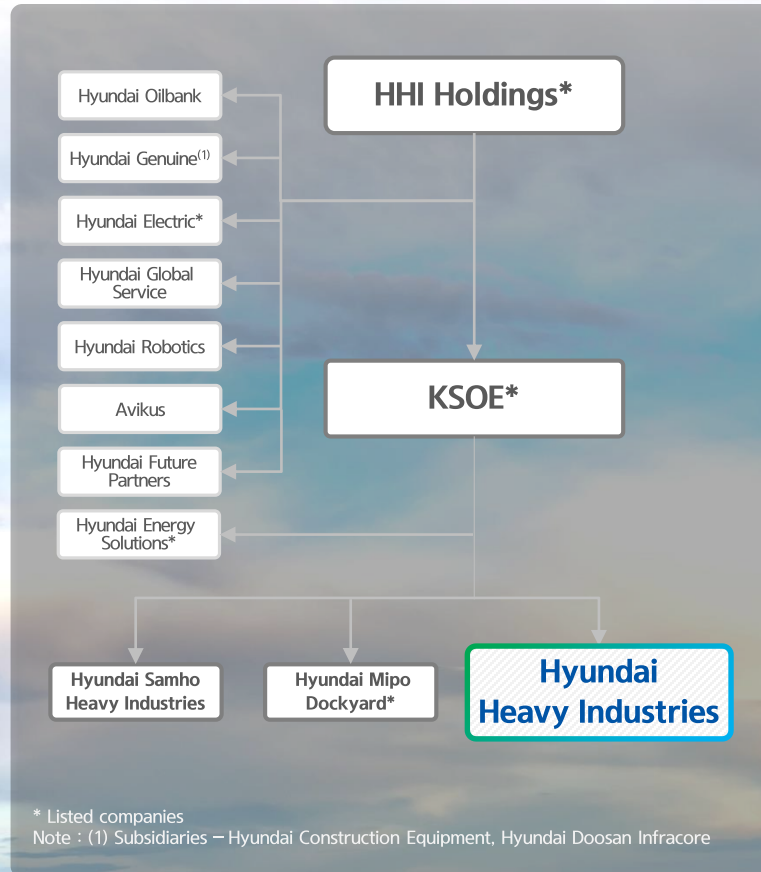 HHI Holdings*
Hyundai Oilbank
Hyundai Genuine(1)
Hyundai Electric*
Hyundai Global
Service
Hyundai Robotics
Avikus
Hyundai Future
Partners
KSOE*
Hyundai Energy
Solutions*
Hyundai Samho
Heavy Industries
Hyundai Mipo
Dockyard*
Hyundai
Heavy Industries
* Listed companies
Note : (1) Subsidiaries – Hyundai Construction Equipment, Hyundai Doosan Infracore